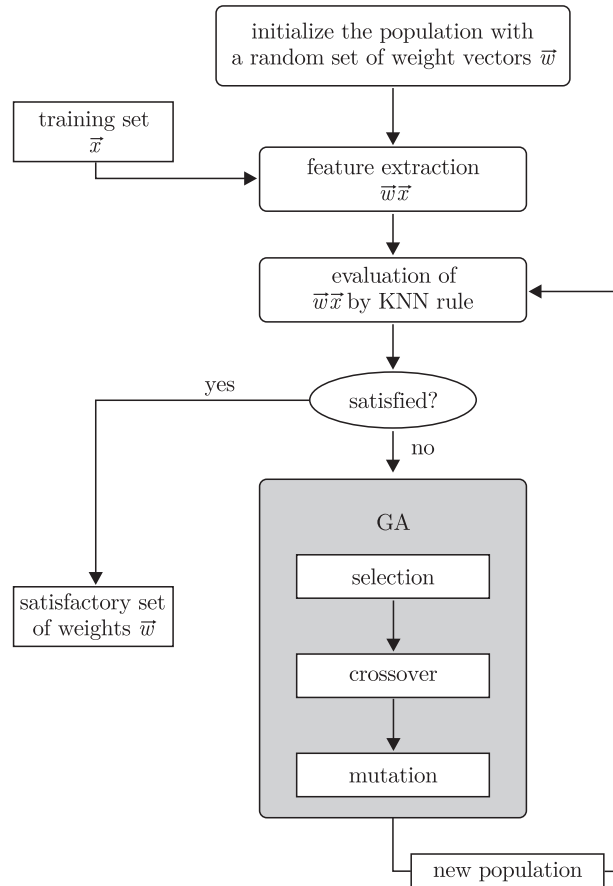 initialize the population with
a random set of weight vectors w⃗
training set
x⃗
feature extraction
w⃗x⃗
evaluation of
w⃗x⃗ by KNN rule
yes
satisfied?
no
GA
selection
satisfactory set
of weights w⃗
crossover
mutation
new population